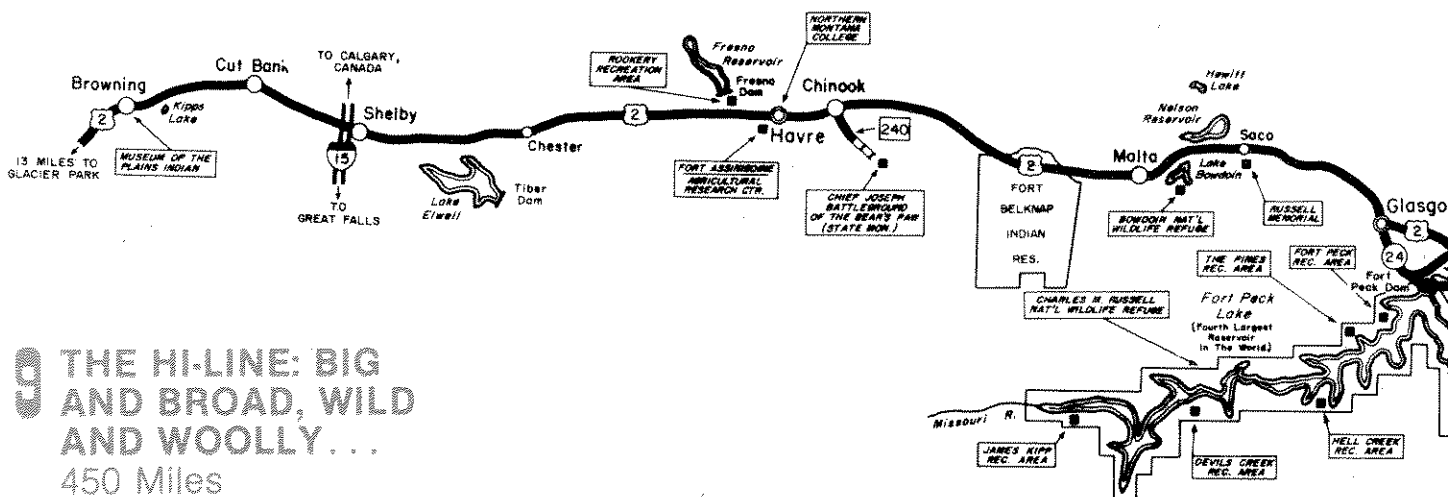 NORTHERN
MONTANA
COLLEGE
TO CALGARY,
CANADA
ROOKERY
RECREATION
AREA
Fresno
Reservoir
Fresno
Dam
Browning
Cut Bank
Chinook
Hewitt
Lake
Nelson
Reservoir
2
Kipps
Lake
Shelby
2
Havre
240
Saco
13 MILES TO
GLACIER PARK
MUSEUM OF THE
PLAINS INDIAN
15
Chester
2
Malta
Lake
Bowdoin
FORT ASSINIBOINE
AGRICULTURAL
RESEARCH CTR.
TO
GREAT FALLS
Lake
Elwell
Tiber
Dam
CHIEF JOSEPH
BATTLEGROUND
OF THE BEAR'S PAW
(STATE MON.)
FORT
BELKNAP
INDIAN
RES.
BOWDOIN NAT'L
WILDLIFE REFUGE
RUSSELL
MEMORIAL
Glasgo
2
24
THE PINES
REC. AREA
FORT PECK
REC. AREA
Fort
Peck Dam
CHARLES M. RUSSELL
NAT'L WILDLIFE REFUGE
Fort Peck
Lake
(Fourth Largest
Reservoir
In The World.)
9 THE HI-LINE: BIG
AND BROAD, WILD
AND WOOLLY...
450 Miles
Missouri R.
JAMES KIPP
REC. AREA
DEVILS CREEK
REC. AREA
HELL CREEK
REC. AREA